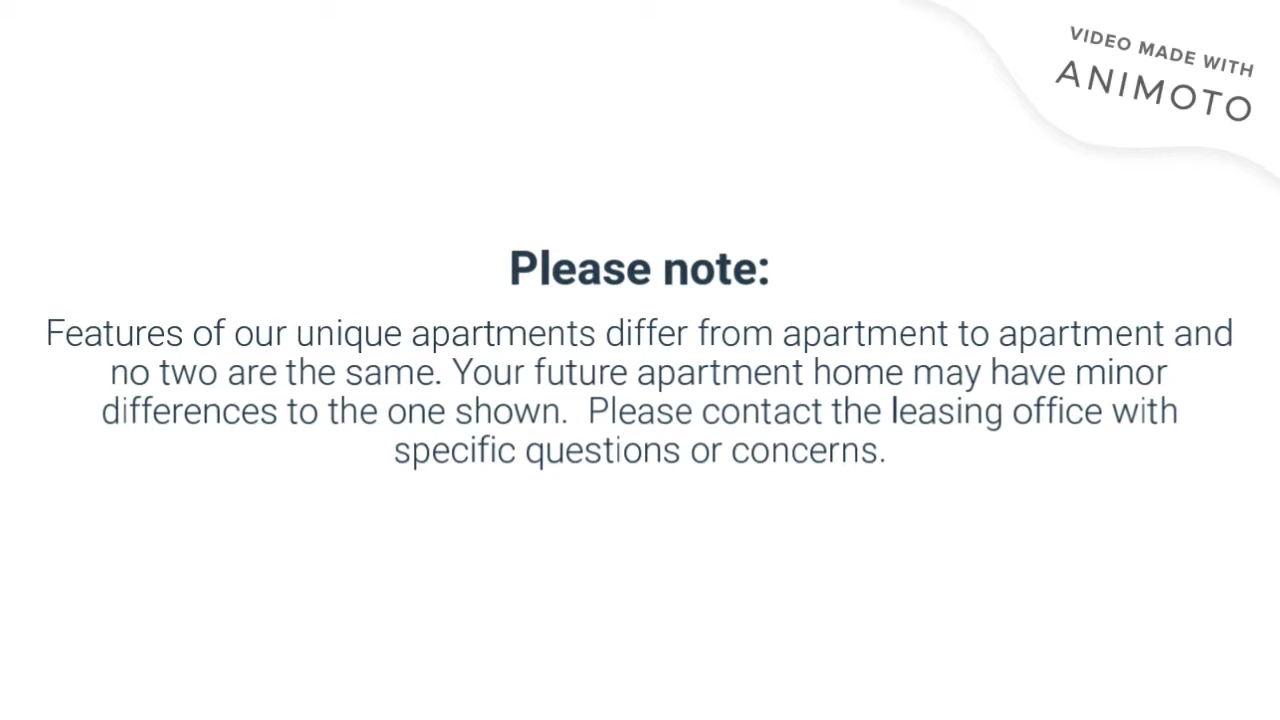 VIDEO MADE WITH
ANIMOTO
Please note:
Features of our unique apartments differ from apartment to apartment and
no two are the same. Your future apartment home may have minor
differences to the one shown.  Please contact the leasing office with
specific questions or concerns.